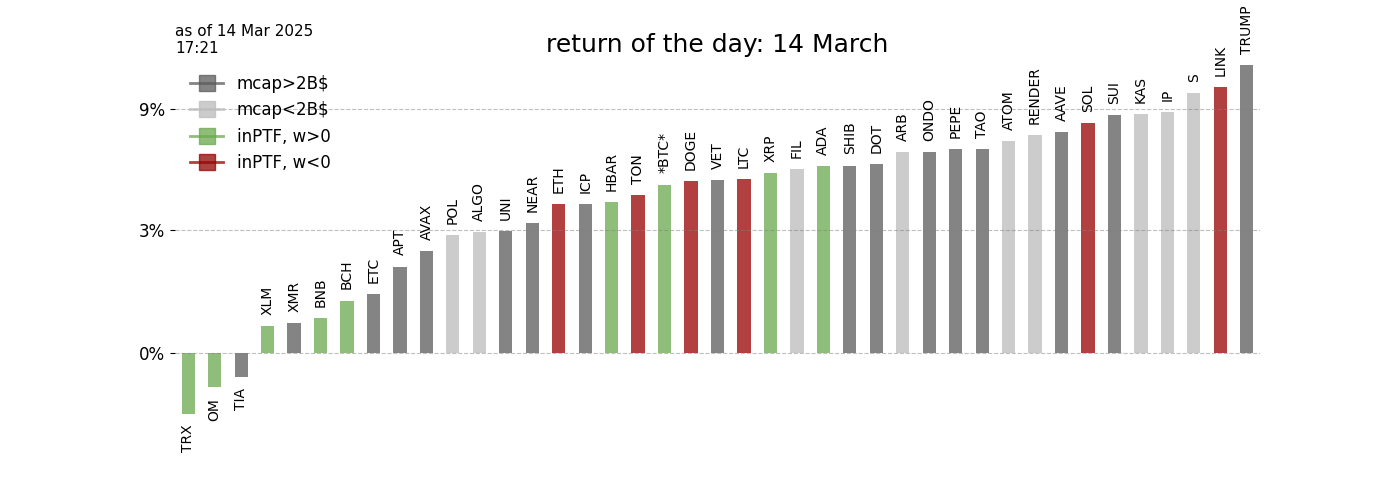 as of 14 Mar 2025
17:21
return of the day: 14 March
mcap>2B$
mcap<2B$
inPTF, w>0
inPTF, w<0
9%
3%
0%
TRX
OM
TIA
XLM
XMR
BNB
BCH
ETC
APT
AVAX
POL
ALGO
UNI
NEAR
ETH
ICP
HBAR
TON
*BTC*
DOGE
VET
LTC
XRP
FIL
ADA
SHIB
DOT
ARB
ONDO
PEPE
TAO
ATOM
RENDER
AAVE
SOL
SUI
KAS
IP
S
LINK
TRUMP